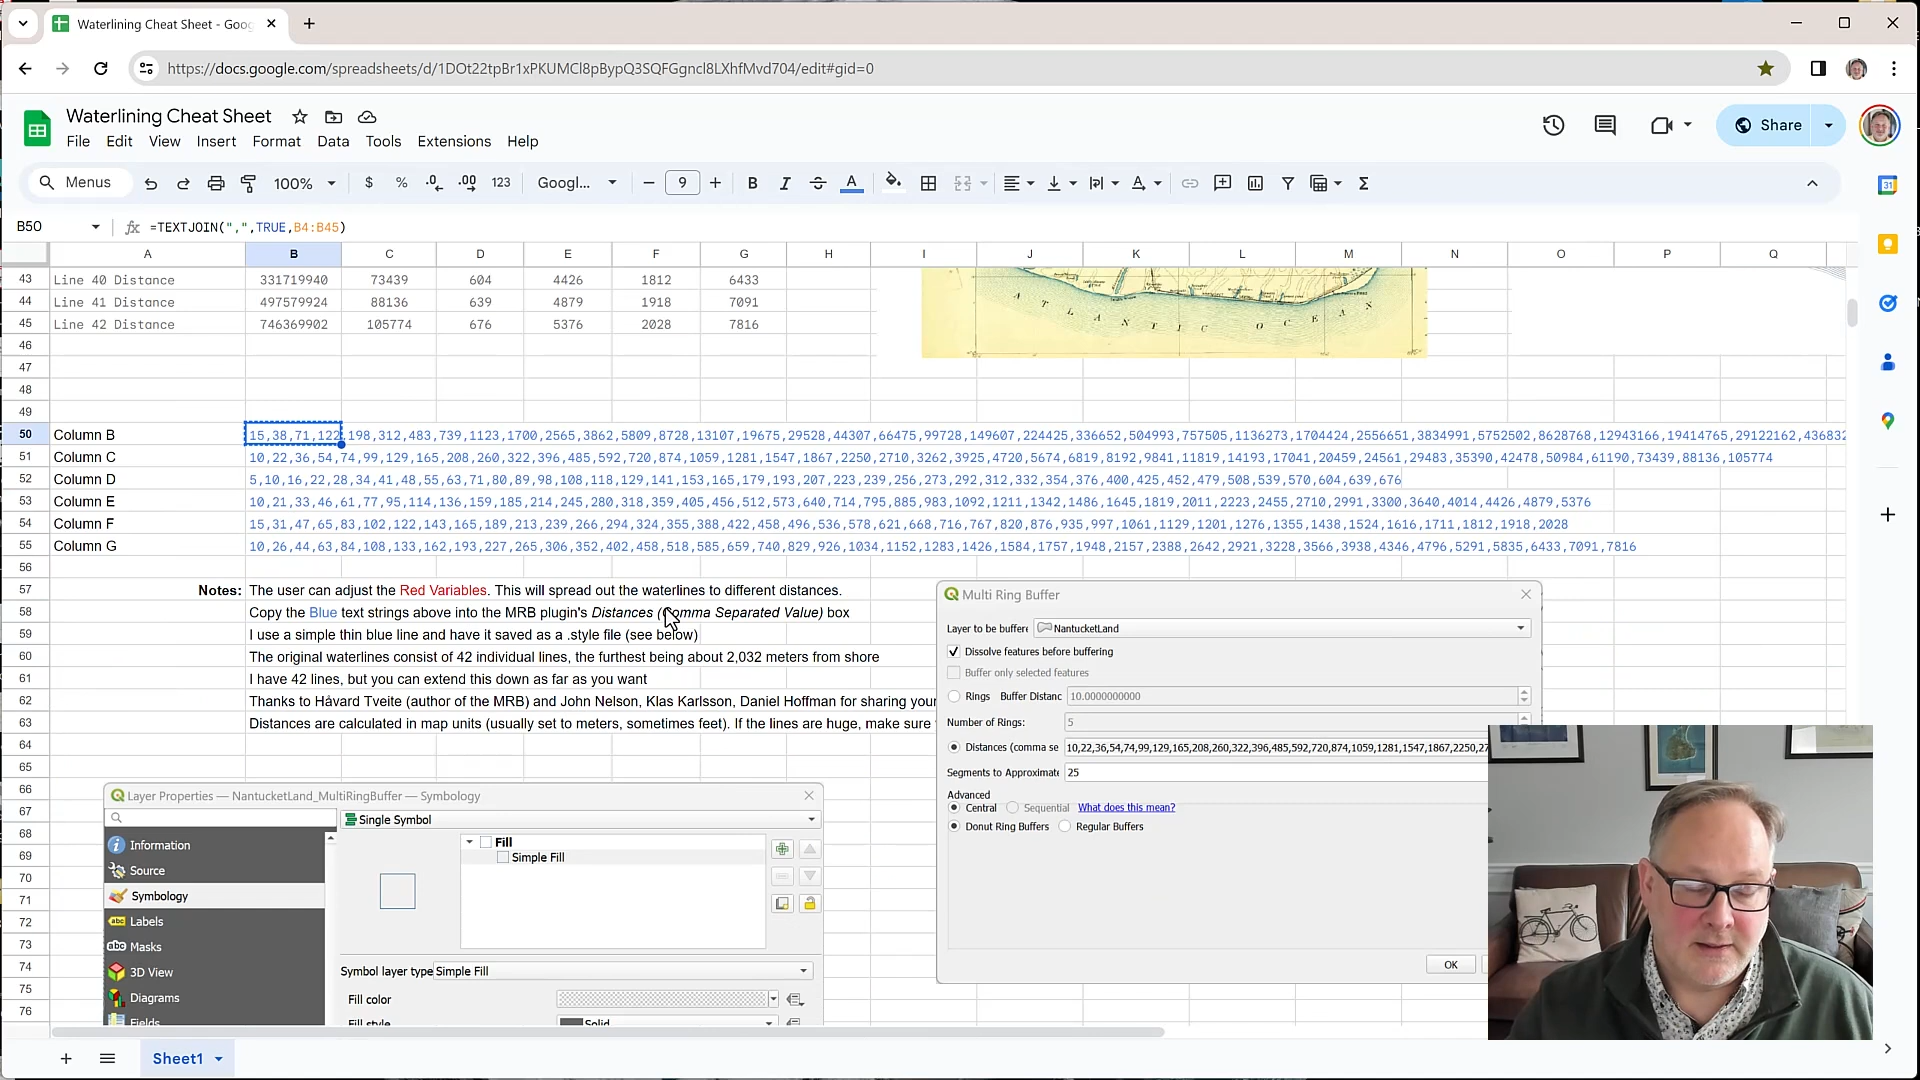 Waterlining Cheat Sheet - Goog
https://docs.google.com/spreadsheets/d/1DOt22tpBr1xPKUMCl8pBypQ3SQFGgncl8LXhfMvd704/edit#gid=0
Waterlining Cheat Sheet
File Edit View Insert Format Data Tools Extensions Help
Share
Menus 100% $ % .0 .00 123 Googl... 9 B I A
B50 fx =TEXTJOIN(",",TRUE,B4:B45)
A B C D E F G H I J K L M N O P Q
43 Line 40 Distance 331719940 73439 604 4426 1812 6433
44 Line 41 Distance 497579924 88136 639 4879 1918 7091
45 Line 42 Distance 746369902 105774 676 5376 2028 7816
ATLANTIC OCEAN
46
47
48
49
50 Column B 15,38,71,122,198,312,483,739,1123,1700,2565,3862,5809,8728,13107,19675,29528,44307,66475,99728,149607,224425,336652,504993,757505,1136273,1704424,2556651,3834991,5752502,8628768,12943166,19414765,29122162,436832
51 Column C 10,22,36,54,74,99,129,165,208,260,322,396,485,592,720,874,1059,1281,1547,1867,2250,2710,3262,3925,4720,5674,6819,8192,9841,11819,14193,17041,20459,24561,29483,35390,42478,50984,61190,73439,88136,105774
52 Column D 5,10,16,22,28,34,41,48,55,63,71,80,89,98,108,118,129,141,153,165,179,193,207,223,239,256,273,292,312,332,354,376,400,425,452,479,508,539,570,604,639,676
53 Column E 10,21,33,46,61,77,95,114,136,159,185,214,245,280,318,359,405,456,512,573,640,714,795,885,983,1092,1211,1342,1486,1645,1819,2011,2223,2455,2710,2991,3300,3640,4014,4426,4879,5376
54 Column F 15,31,47,65,83,102,122,143,165,189,213,239,266,294,324,355,388,422,458,496,536,578,621,668,716,767,820,876,935,997,1061,1129,1201,1276,1355,1438,1524,1616,1711,1812,1918,2028
55 Column G 10,26,44,63,84,108,133,162,193,227,265,306,352,402,458,518,585,659,740,829,926,1034,1152,1283,1426,1584,1757,1948,2157,2388,2642,2921,3228,3566,3938,4346,4796,5291,5835,6433,7091,7816
56
57 Notes: The user can adjust the Red Variables. This will spread out the waterlines to different distances.
58 Copy the Blue text strings above into the MRB plugin's Distances (Comma Separated Value) box
59 I use a simple thin blue line and have it saved as a .style file (see below)
60 The original waterlines consist of 42 individual lines, the furthest being about 2,032 meters from shore
61 I have 42 lines, but you can extend this down as far as you want
62 Thanks to Håvard Tveite (author of the MRB) and John Nelson, Klas Karlsson, Daniel Hoffman for sharing your
63 Distances are calculated in map units (usually set to meters, sometimes feet). If the lines are huge, make sure
64
65
66
67
68
69
70
71
72
73
74
75
76
Multi Ring Buffer
Layer to be buffere NantucketLand
Dissolve features before buffering
Buffer only selected features
Rings Buffer Distanc 10.0000000000
Number of Rings: 5
Distances (comma se 10,22,36,54,74,99,129,165,208,260,322,396,485,592,720,874,1059,1281,1547,1867,2250,27
Segments to Approximate 25
Advanced
Central Sequential What does this mean?
Donut Ring Buffers Regular Buffers
OK
Layer Properties — NantucketLand_MultiRingBuffer — Symbology
Single Symbol
Information
Source
Symbology
Labels
Masks
3D View
Diagrams
Fields
Fill
Simple Fill
Symbol layer type Simple Fill
Fill color
Fill style Solid
Sheet1